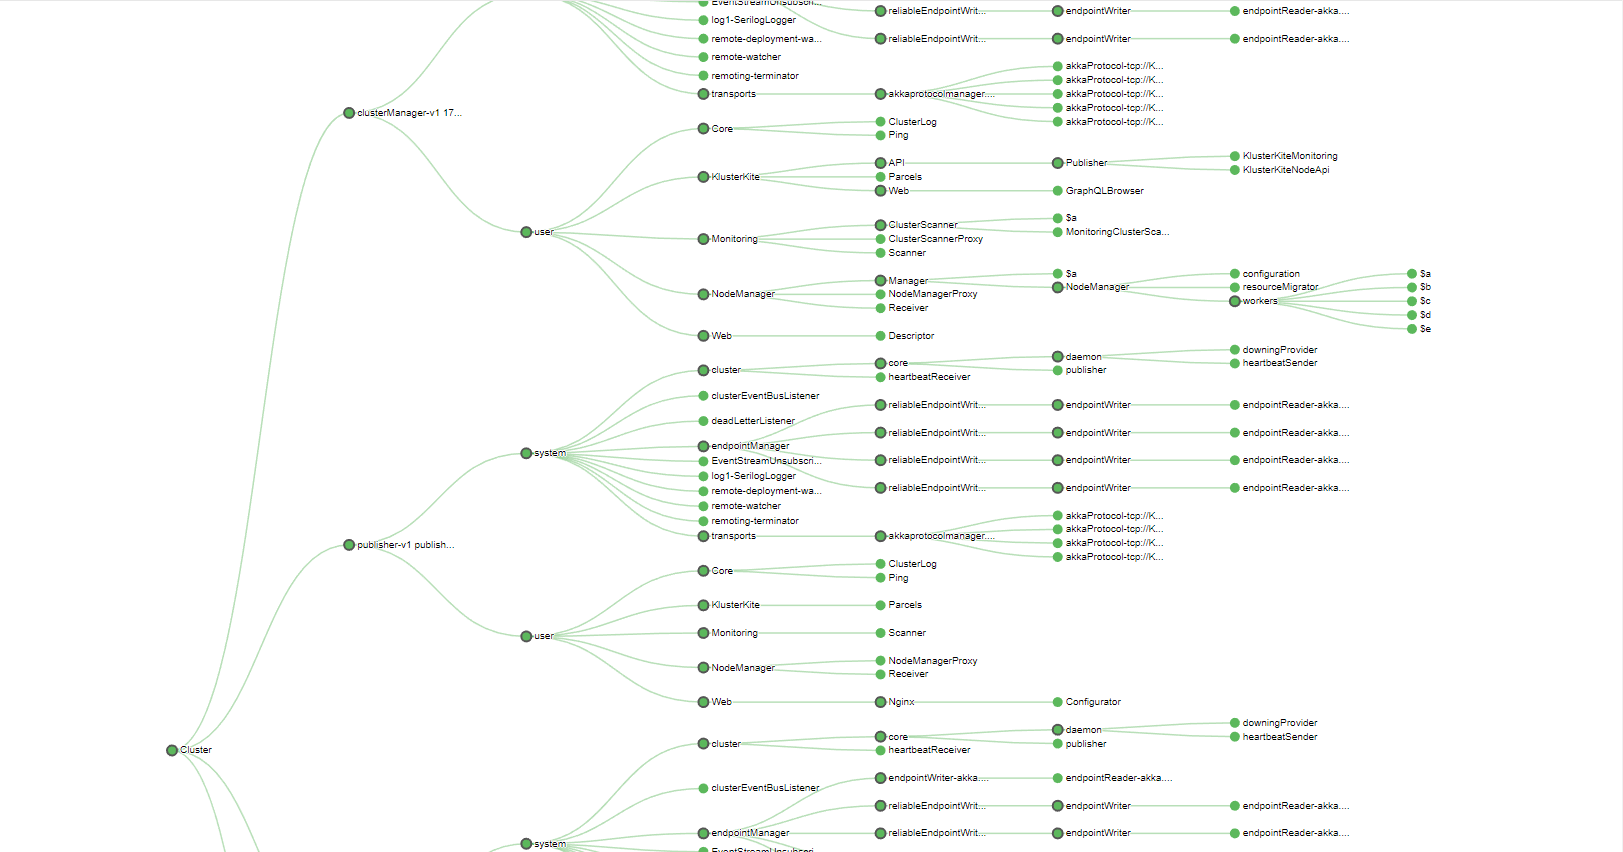 EventStreamUnsubscri...
reliableEndpointWrit...
endpointWriter
endpointReader-akka....
log1-SerilogLogger
remote-deployment-wa...
reliableEndpointWrit...
endpointWriter
endpointReader-akka....
remote-watcher
akkaProtocol-tcp://K...
remoting-terminator
akkaProtocol-tcp://K...
transports
akkaprotocolmanager....
akkaProtocol-tcp://K...
akkaProtocol-tcp://K...
clusterManager-v1 17...
akkaProtocol-tcp://K...
Core
ClusterLog
Ping
KlusterKite
API
Publisher
KlusterKiteMonitoring
KlusterKiteNodeApi
Parcels
Web
GraphQLBrowser
user
Monitoring
ClusterScanner
$a
MonitoringClusterSca...
ClusterScannerProxy
Scanner
NodeManager
Manager
$a
NodeManager
configuration
resourceMigrator
workers
$a
$b
$c
$d
$e
NodeManagerProxy
Receiver
Web
Descriptor
cluster
core
daemon
downingProvider
heartbeatSender
publisher
heartbeatReceiver
clusterEventBusListener
deadLetterListener
reliableEndpointWrit...
endpointWriter
endpointReader-akka....
reliableEndpointWrit...
endpointWriter
endpointReader-akka....
system
endpointManager
EventStreamUnsubscri...
reliableEndpointWrit...
endpointWriter
endpointReader-akka....
log1-SerilogLogger
remote-deployment-wa...
reliableEndpointWrit...
endpointWriter
endpointReader-akka....
remote-watcher
remoting-terminator
transports
akkaprotocolmanager....
akkaProtocol-tcp://K...
akkaProtocol-tcp://K...
akkaProtocol-tcp://K...
akkaProtocol-tcp://K...
publisher-v1 publish...
Core
ClusterLog
Ping
KlusterKite
Parcels
user
Monitoring
Scanner
NodeManager
NodeManagerProxy
Receiver
Web
Nginx
Configurator
Cluster
cluster
core
daemon
downingProvider
heartbeatSender
publisher
heartbeatReceiver
clusterEventBusListener
endpointWriter-akka....
endpointReader-akka....
reliableEndpointWrit...
endpointWriter
endpointReader-akka....
system
endpointManager
reliableEndpointWrit...
endpointWriter
endpointReader-akka....
EventStreamUnsubscri...